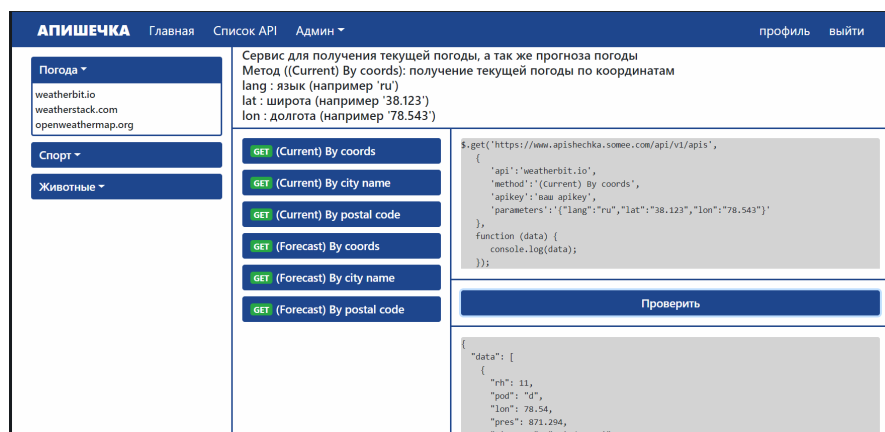 АПИШЕЧКА Главная Список API Админ профиль выйти
Погода
weatherbit.io
weatherstack.com
openweathermap.org
Спорт
Животные
Сервис для получения текущей погоды, а так же прогноза погоды
Метод ((Current) By coords): получение текущей погоды по координатам
lang : язык (например 'ru')
lat : широта (например '38.123')
lon : долгота (например '78.543')
GET (Current) By coords
GET (Current) By city name
GET (Current) By postal code
GET (Forecast) By coords
GET (Forecast) By city name
GET (Forecast) By postal code
$.get('https://www.apishechka.somee.com/api/v1/apis',
{
'api':'weatherbit.io',
'method':'(Current) By coords',
'apikey':'ваш apikey',
'parameters':'{"lang":"ru","lat":"38.123","lon":"78.543"}'
},
function (data) {
console.log(data);
});
Проверить
{
"data": [
{
"rh": 11,
"pod": "d",
"lon": 78.54,
"pres": 871.294,